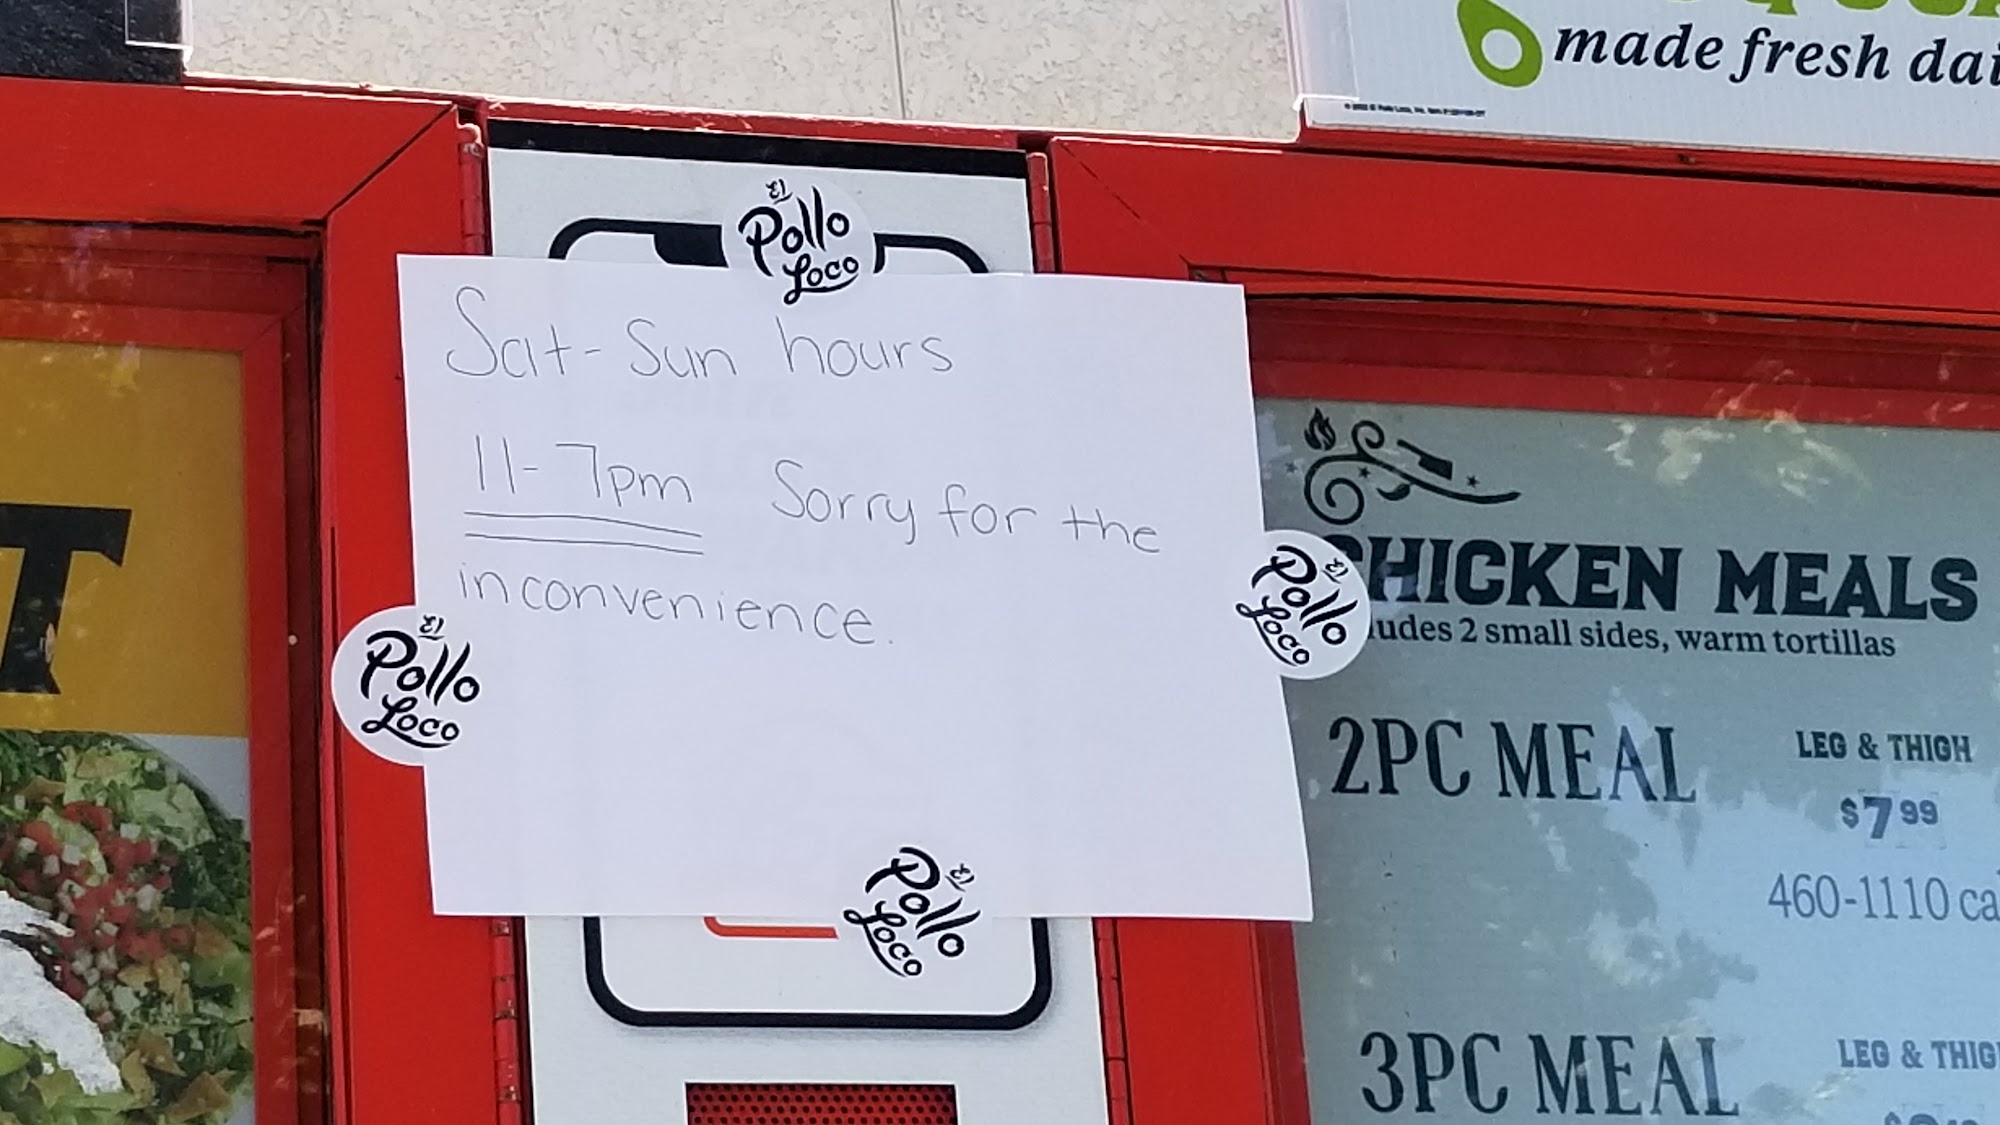 made fresh
El
Pollo
Loco
Sat-Sun hours
11-7pm Sorry for the
inconvenience.
El
Pollo
Loco
El
Pollo
Loco
El
Pollo
Loco
CHICKEN MEALS
2 small sides, warm tortillas
2PC MEAL
LEG & THIGH
$7.99
460-1110
3PC MEAL
LEG &